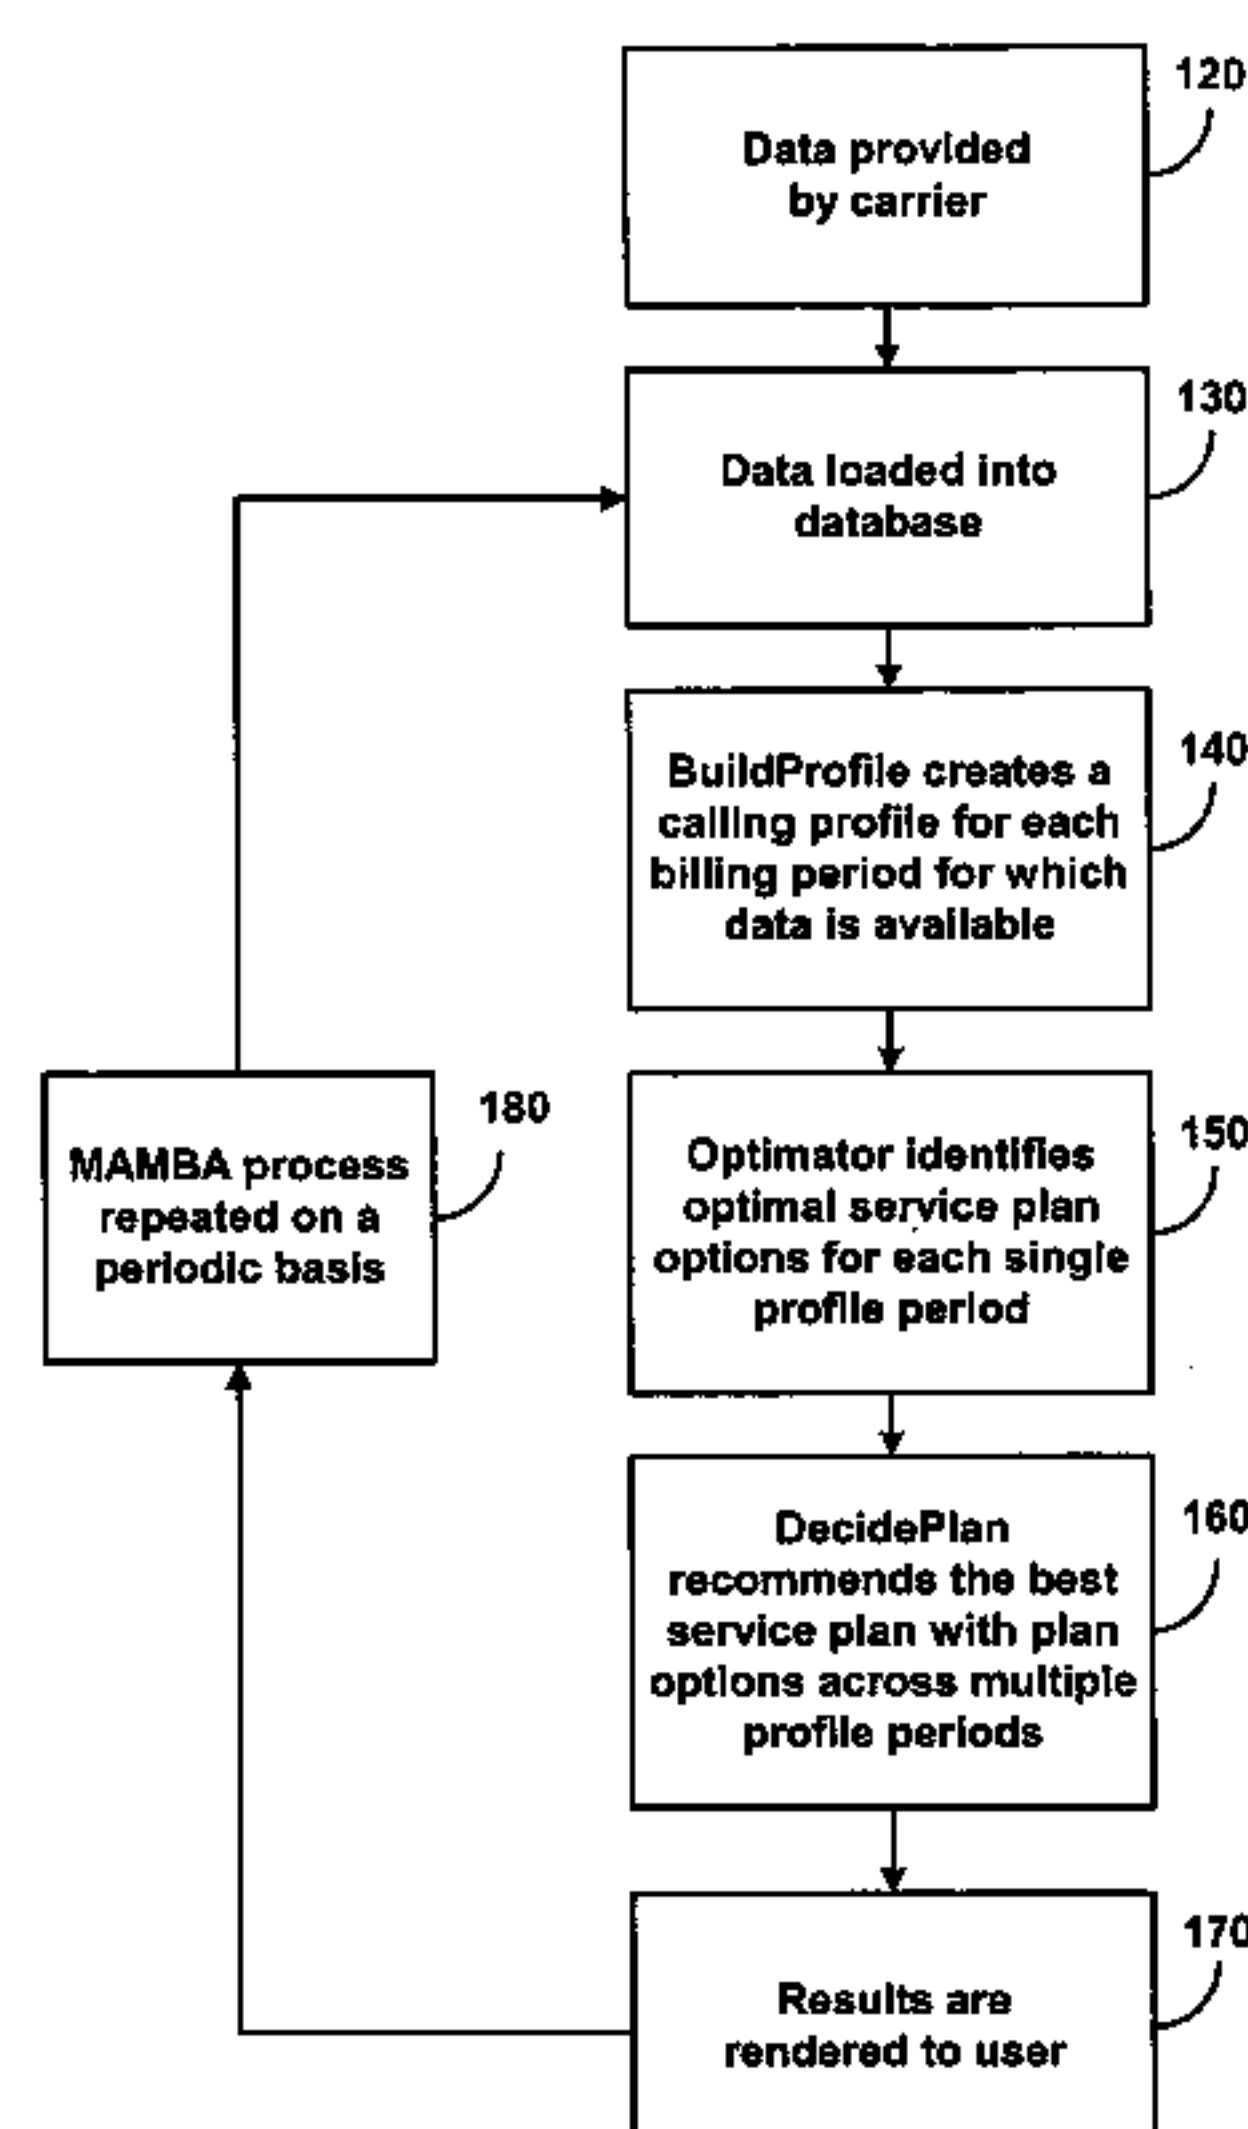 120
Data provided
by carrier
130
Data loaded into
database
140
BuildProfile creates a
calling profile for each
billing period for which
data is available
180
MAMBA process
repeated on a
periodic basis
150
Optimator identifies
optimal service plan
options for each single
profile period
160
DecidePlan
recommends the best
service plan with plan
options across multiple
profile periods
170
Results are
rendered to user